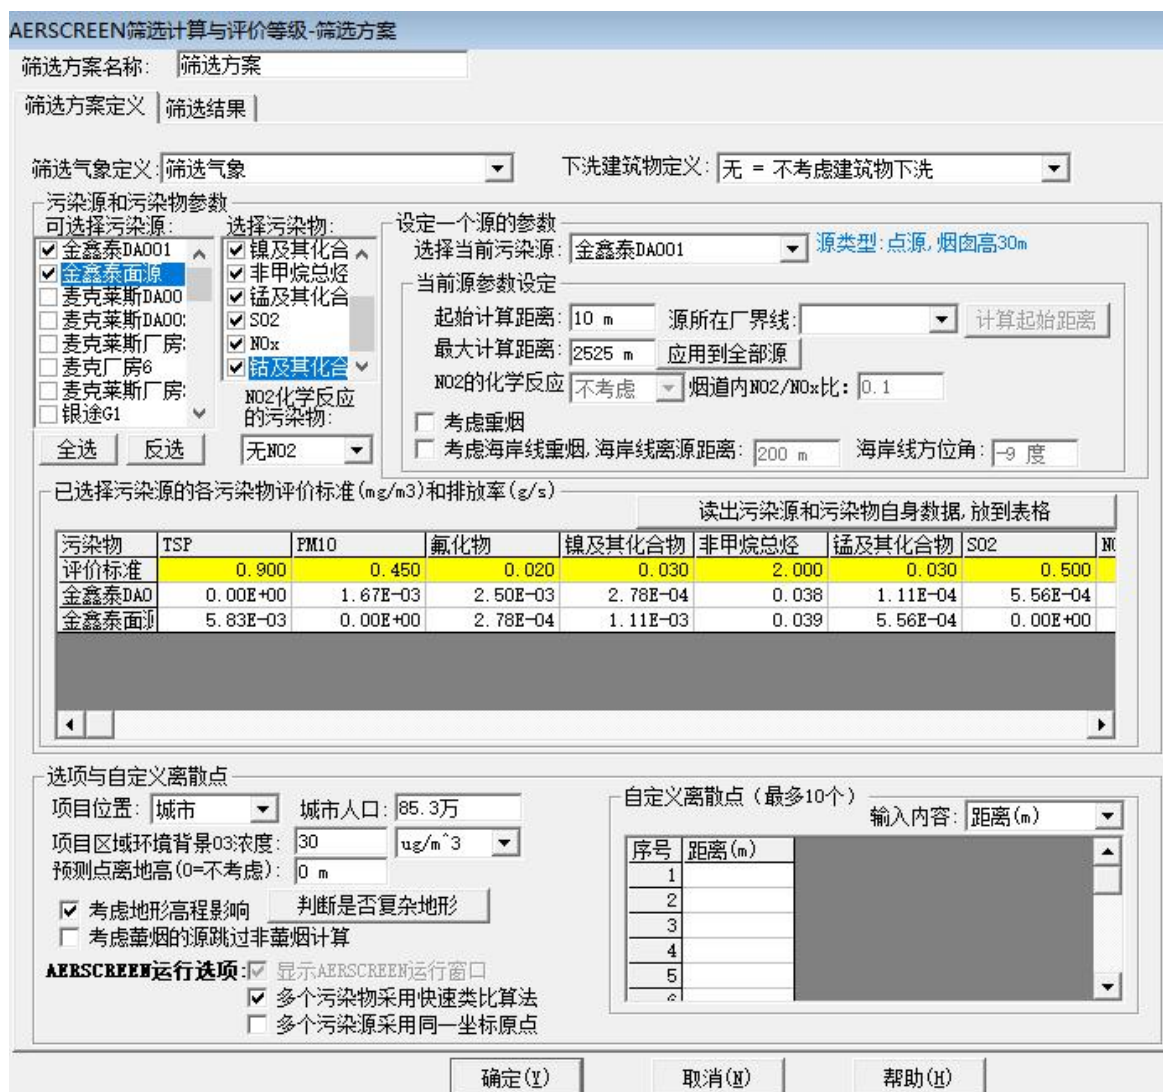 AERSCREEN筛选计算与评价等级-筛选方案
筛选方案名称: 筛选方案
筛选方案定义 筛选结果
筛选气象定义: 筛选气象 下洗建筑物定义: 无 = 不考虑建筑物下洗
污染源和污染物参数
可选择污染源: 选择污染物:
金鑫泰DA001
金鑫泰面源
麦克莱斯DA00
麦克莱斯DA00:
麦克莱斯厂房:
麦克厂房6
麦克莱斯厂房:
银途G1
镍及其化合
非甲烷总烃
锰及其化合
SO2
NOx
钴及其化合
全选 反选
NO2化学反应
的污染物:
无NO2
设定一个源的参数
选择当前污染源: 金鑫泰DA001 源类型:点源,烟囱高30m
当前源参数设定
起始计算距离: 10 m 源所在厂界线: 计算起始距离
最大计算距离: 2525 m 应用到全部源
NO2的化学反应 不考虑 烟道内NO2/NOx比: 0.1
考虑重烟
考虑海岸线重烟,海岸线离源距离: 200 m 海岸线方位角: -9 度
已选择污染源的各污染物评价标准(mg/m3)和排放率(g/s)
读出污染源和污染物自身数据,放到表格
污染物 TSP PM10 氟化物 镍及其化合物 非甲烷总烃 锰及其化合物 SO2
评价标准 0.900 0.450 0.020 0.030 2.000 0.030 0.500
金鑫泰DA0 0.00E+00 1.67E-03 2.50E-03 2.78E-04 0.038 1.11E-04 5.56E-04
金鑫泰面 5.83E-03 0.00E+00 2.78E-04 1.11E-03 0.039 5.56E-04 0.00E+00
选项与自定义离散点
项目位置: 城市 城市人口: 85.3万
项目区域环境背景O3浓度: 30 ug/m^3
预测点离地高(0=不考虑): 0 m
考虑地形高程影响 判断是否复杂地形
考虑薰烟的源跳过非薰烟计算
AERSCREEN运行选项: 显示AERSCREEN运行窗口
多个污染物采用快速类比算法
多个污染源采用同一坐标原点
自定义离散点(最多10个)
输入内容: 距离(m)
序号 距离(m)
1
2
3
4
5
确定(Y) 取消(N) 帮助(H)